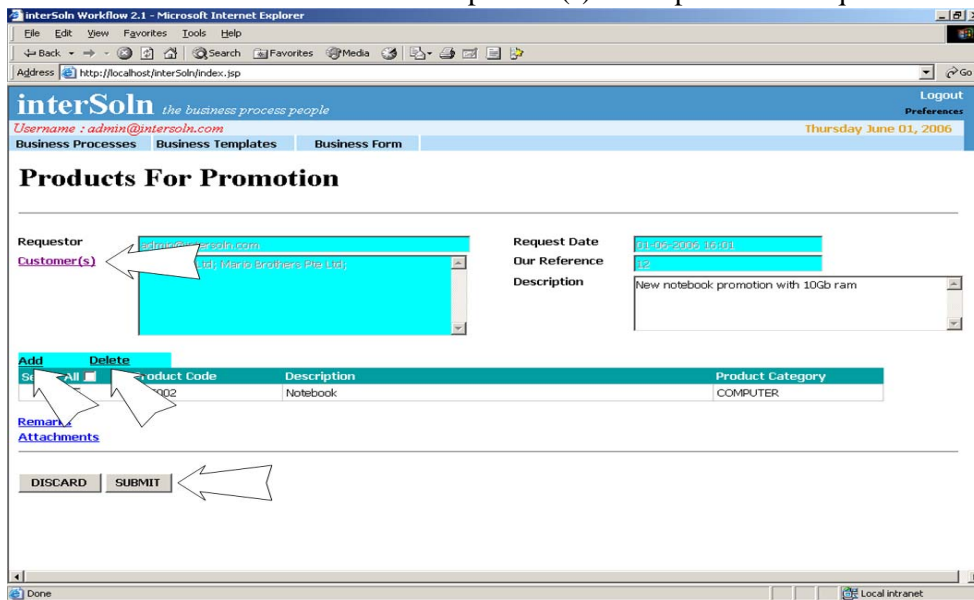 interSoln Workflow 2.1 - Microsoft Internet Explorer
File Edit View Favorites Tools Help
Back Search Favorites Media
Address http://localhost/interSoln/index.jsp Go
interSoln the business process people Logout
Preferences
Username : admin@intersoln.com Thursday June 01, 2006
Business Processes Business Templates Business Form
Products For Promotion
Requestor Request Date 01-06-2006 16:01
Customer(s) Ltd; Mario Brothers Pte Ltd; Our Reference 12
Description New notebook promotion with 10Gb ram
Add Delete
All Product Code Description Product Category
Notebook COMPUTER
Remarks
Attachments
DISCARD SUBMIT
Done Local intranet